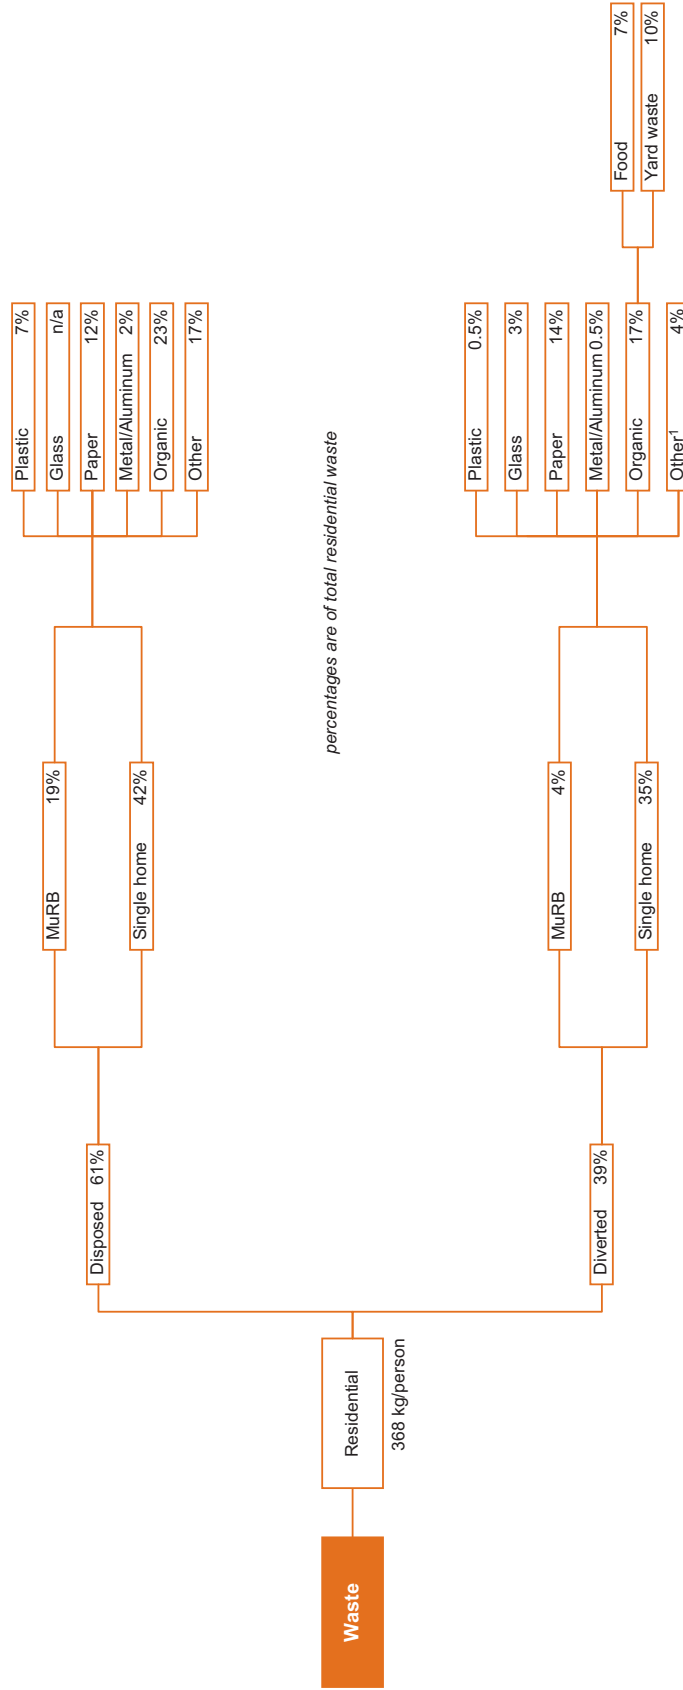 Waste
Residential
368 kg/person
Disposed 61%
MuRB 19%
Single home 42%
Plastic 7%
Glass n/a
Paper 12%
Metal/Aluminum 2%
Organic 23%
Other 17%
percentages are of total residential waste
Diverted 39%
MuRB 4%
Single home 35%
Plastic 0.5%
Glass 3%
Paper 14%
Metal/Aluminum 0.5%
Organic 17%
Other¹ 4%
Food 7%
Yard waste 10%